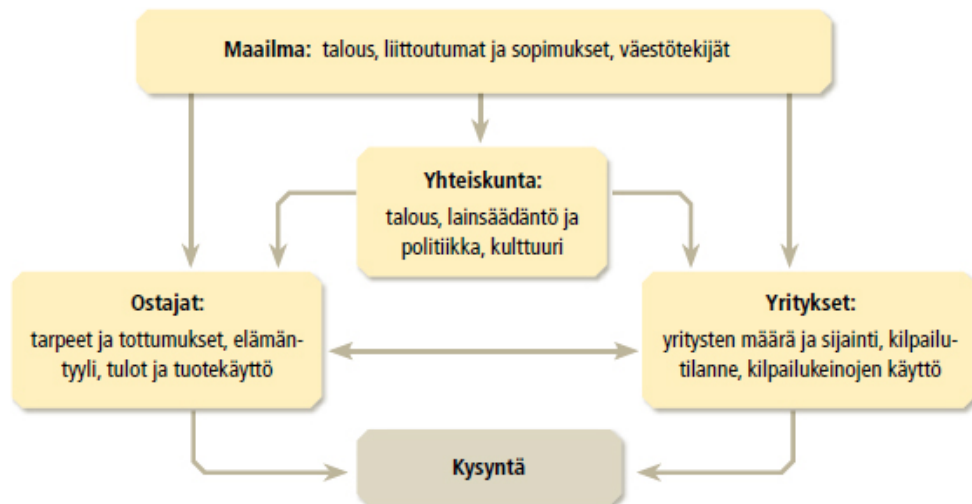 Maailma: talous, liittoutumat ja sopimukset, väestötekijät
Yhteiskunta:
talous, lainsäädäntö ja
politiikka, kulttuuri
Ostajat:
tarpeet ja tottumukset, elämän-
tyyli, tulot ja tuotekäyttö
Yritykset:
yritysten määrä ja sijainti, kilpailu-
tilanne, kilpailukeinojen käyttö
Kysyntä